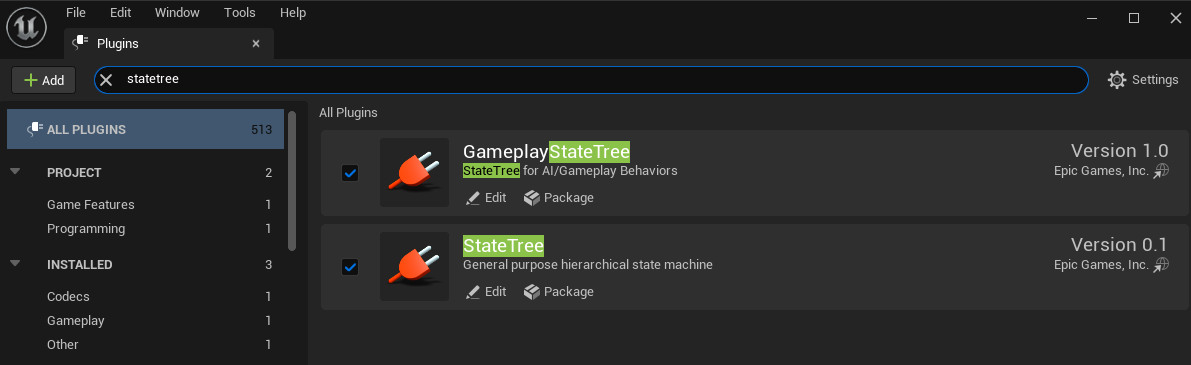 File Edit Window Tools Help
Plugins
Add
statetree
Settings
ALL PLUGINS 513
PROJECT 2
Game Features 1
Programming 1
INSTALLED 3
Codecs 1
Gameplay 1
Other 1
All Plugins
GameplayStateTree
Version 1.0
StateTree for AI/Gameplay Behaviors
Epic Games, Inc.
Edit Package
StateTree
Version 0.1
General purpose hierarchical state machine
Epic Games, Inc.
Edit Package